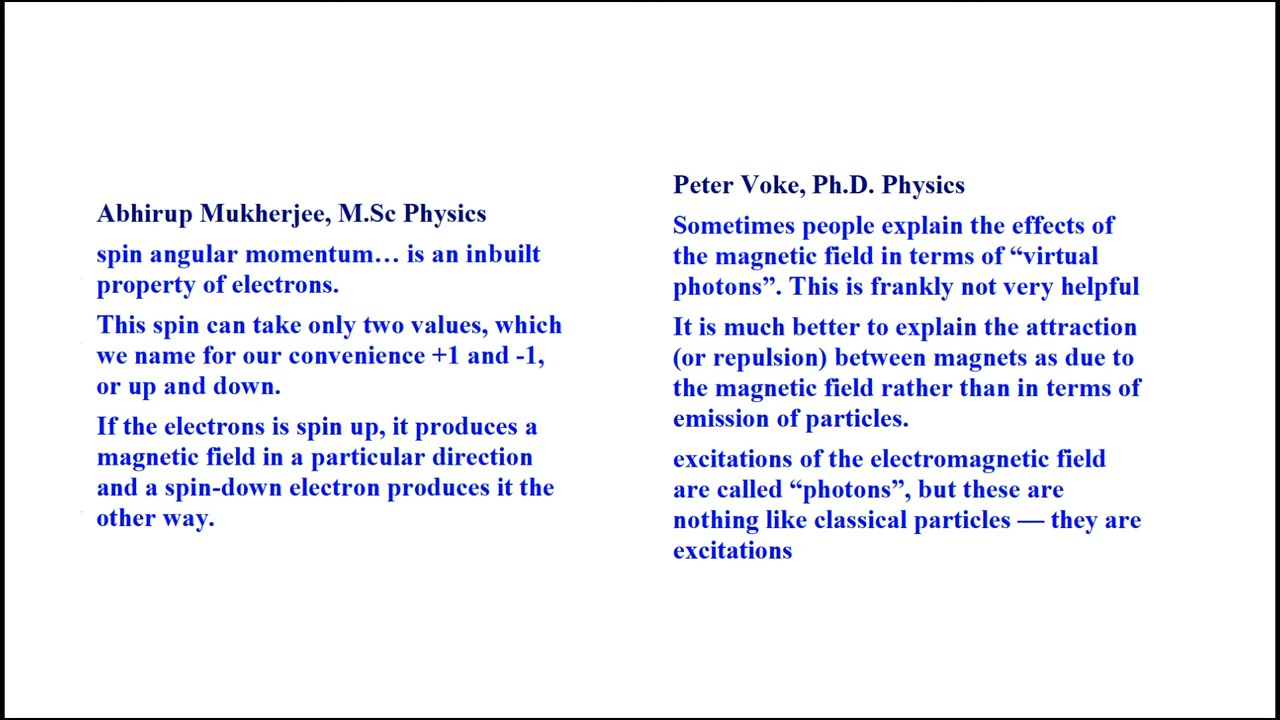 Abhirup Mukherjee, M.Sc Physics
spin angular momentum… is an inbuilt
property of electrons.
This spin can take only two values, which
we name for our convenience +1 and -1,
or up and down.
If the electrons is spin up, it produces a
magnetic field in a particular direction
and a spin-down electron produces it the
other way.
Peter Voke, Ph.D. Physics
Sometimes people explain the effects of
the magnetic field in terms of “virtual
photons”. This is frankly not very helpful
It is much better to explain the attraction
(or repulsion) between magnets as due to
the magnetic field rather than in terms of
emission of particles.
excitations of the electromagnetic field
are called “photons”, but these are
nothing like classical particles — they are
excitations